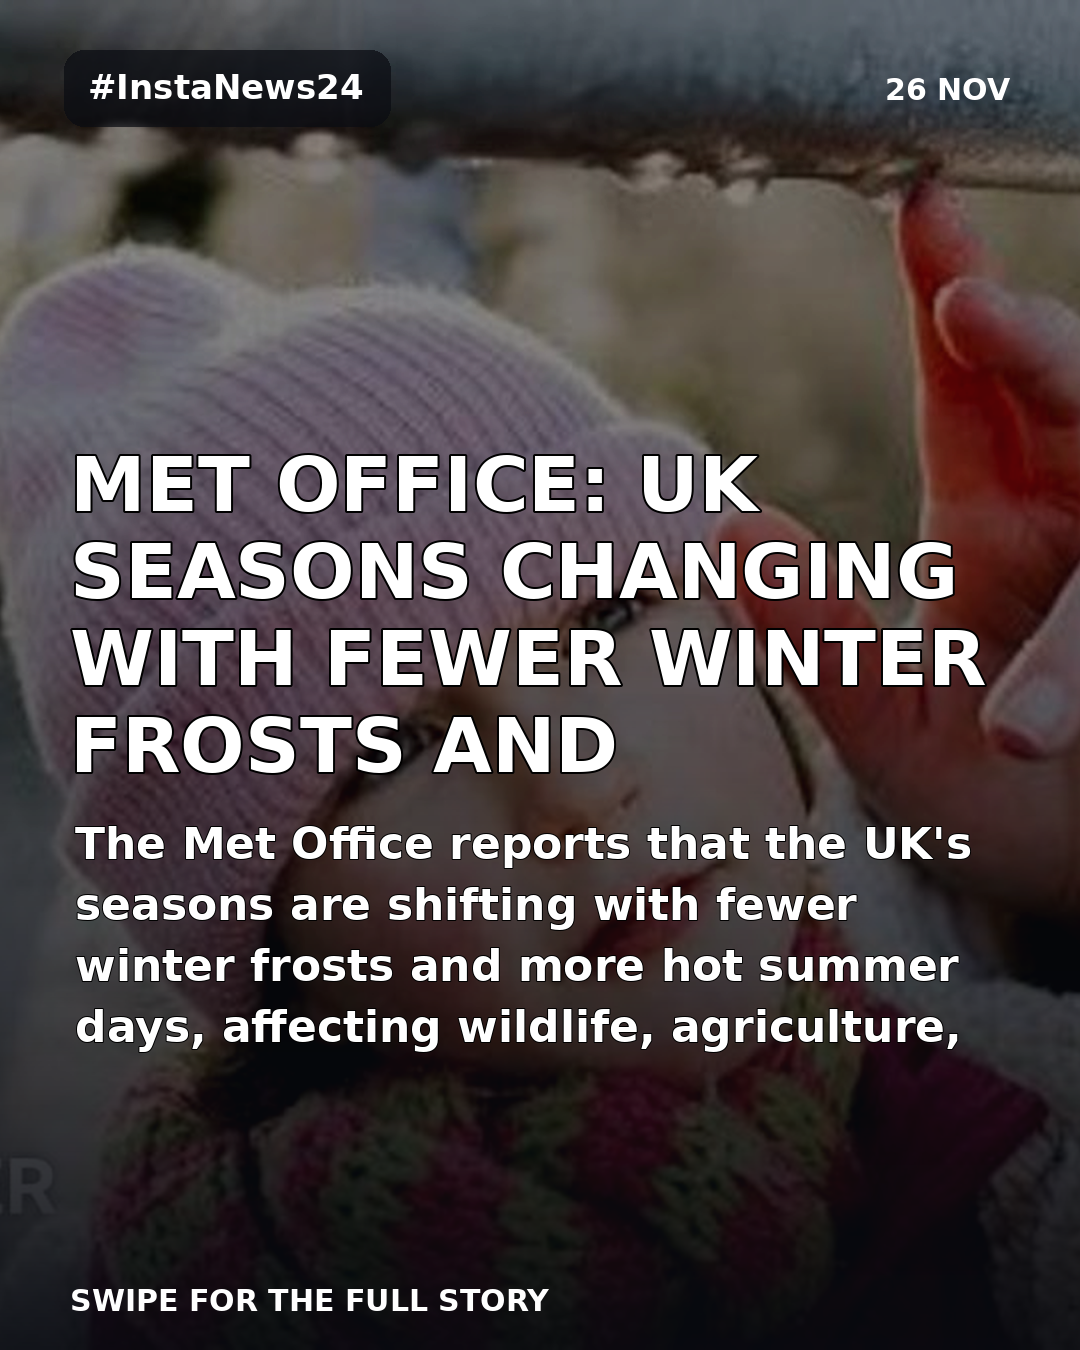 #InstaNews24
26 NOV
MET OFFICE: UK
SEASONS CHANGING
WITH FEWER WINTER
FROSTS AND
The Met Office reports that the UK's
seasons are shifting with fewer
winter frosts and more hot summer
days, affecting wildlife, agriculture,
ER
SWIPE FOR THE FULL STORY